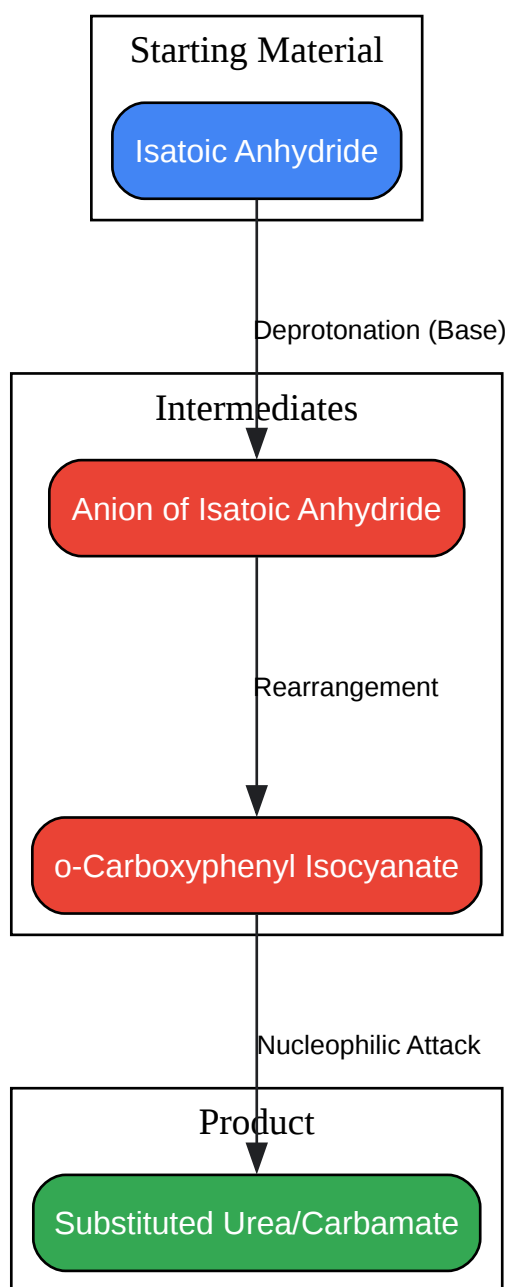 Starting Material
Isatoic Anhydride
Deprotonation (Base)
Intermediates
Anion of Isatoic Anhydride
Rearrangement
o-Carboxyphenyl Isocyanate
Nucleophilic Attack
Product
Substituted Urea/Carbamate